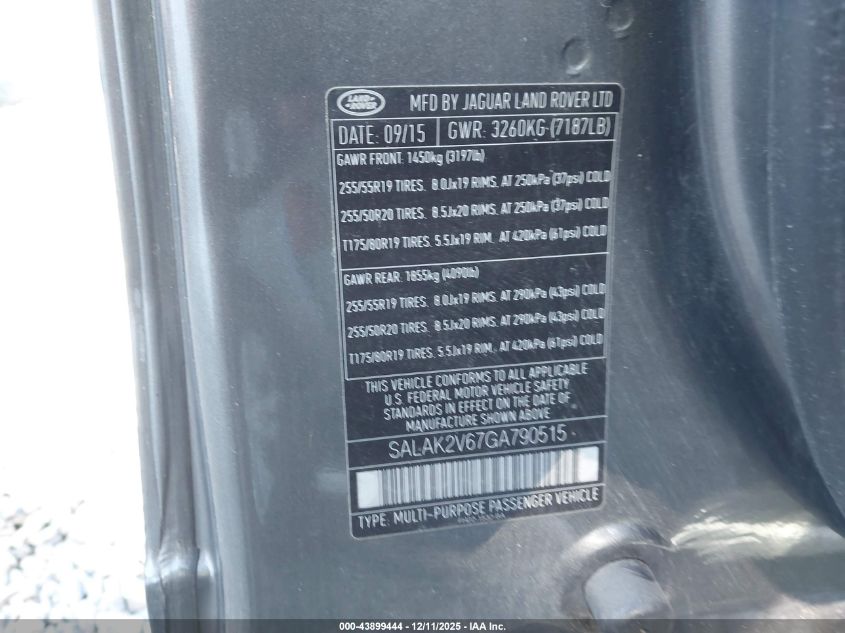 LAND ROVER
MFD BY JAGUAR LAND ROVER LTD
DATE: 09/15 GWR: 3260KG (7187LB)
GAWR FRONT: 1450kg (3197lb)
255/55R19 TIRES. 8.0Jx19 RIMS. AT 250kPa (37psi) COLD
255/50R20 TIRES. 8.5Jx20 RIMS. AT 250kPa (37psi) COLD
T175/80R19 TIRES. 5.5Jx19 RIM. AT 420kPa (61psi) COLD
GAWR REAR: 1855kg (4090lb)
255/55R19 TIRES. 8.0Jx19 RIMS. AT 290kPa (43psi) COLD
255/50R20 TIRES. 8.5Jx20 RIMS. AT 290kPa (43psi) COLD
T175/80R19 TIRES. 5.5Jx19 RIM. AT 420kPa (61psi) COLD
THIS VEHICLE CONFORMS TO ALL APPLICABLE
U.S. FEDERAL MOTOR VEHICLE SAFETY
STANDARDS IN EFFECT ON THE DATE OF
MANUFACTURE SHOWN ABOVE
SALAK2V67GA790515
TYPE: MULTI-PURPOSE PASSENGER VEHICLE
000-43899444 - 12/11/2025 - IAA Inc.